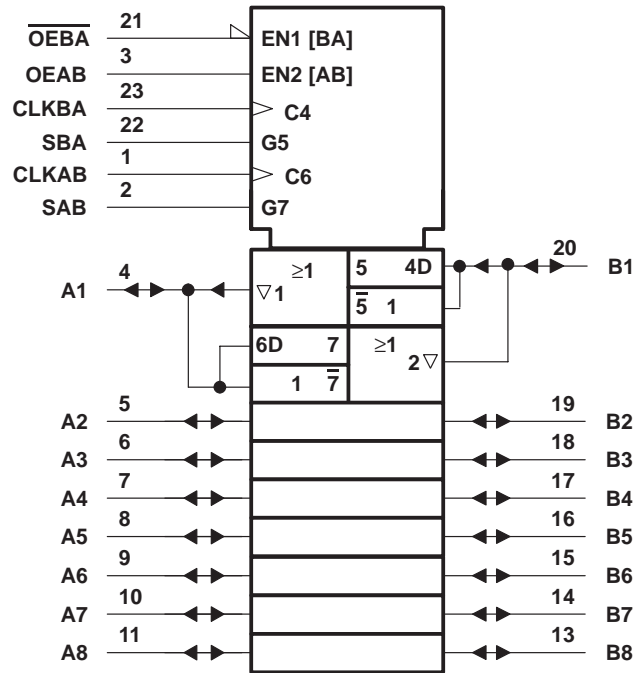 21
O̅E̅B̅A̅ EN1 [BA]
3
OEAB EN2 [AB]
23
CLKBA C4
22
SBA G5
1
CLKAB C6
2
SAB G7
4 ≥1 5 4D 20
A1 ▽1 B1
5̅ 1
6D 7 ≥1
2▽
1 7̅
5 19
A2 B2
6 18
A3 B3
7 17
A4 B4
8 16
A5 B5
9 15
A6 B6
10 14
A7 B7
11 13
A8 B8